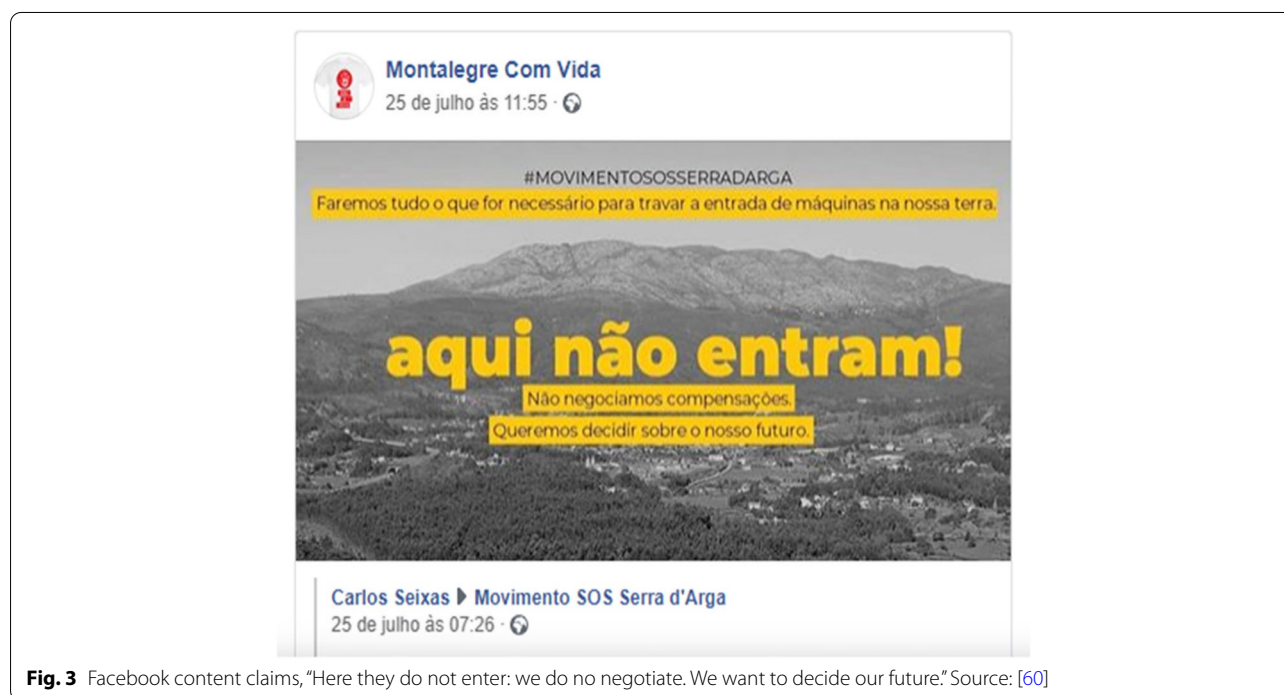 Montalegre Com Vida
25 de julho às 11:55 ·
#MOVIMENTOSOSSERRADARGA
Faremos tudo o que for necessário para travar a entrada de máquinas na nossa terra.
aqui não entram!
Não negociamos compensações.
Queremos decidir sobre o nosso futuro.
Carlos Seixas ▶ Movimento SOS Serra d'Arga
25 de julho às 07:26 ·
Fig. 3 Facebook content claims, "Here they do not enter: we do no negotiate. We want to decide our future." Source: [60]